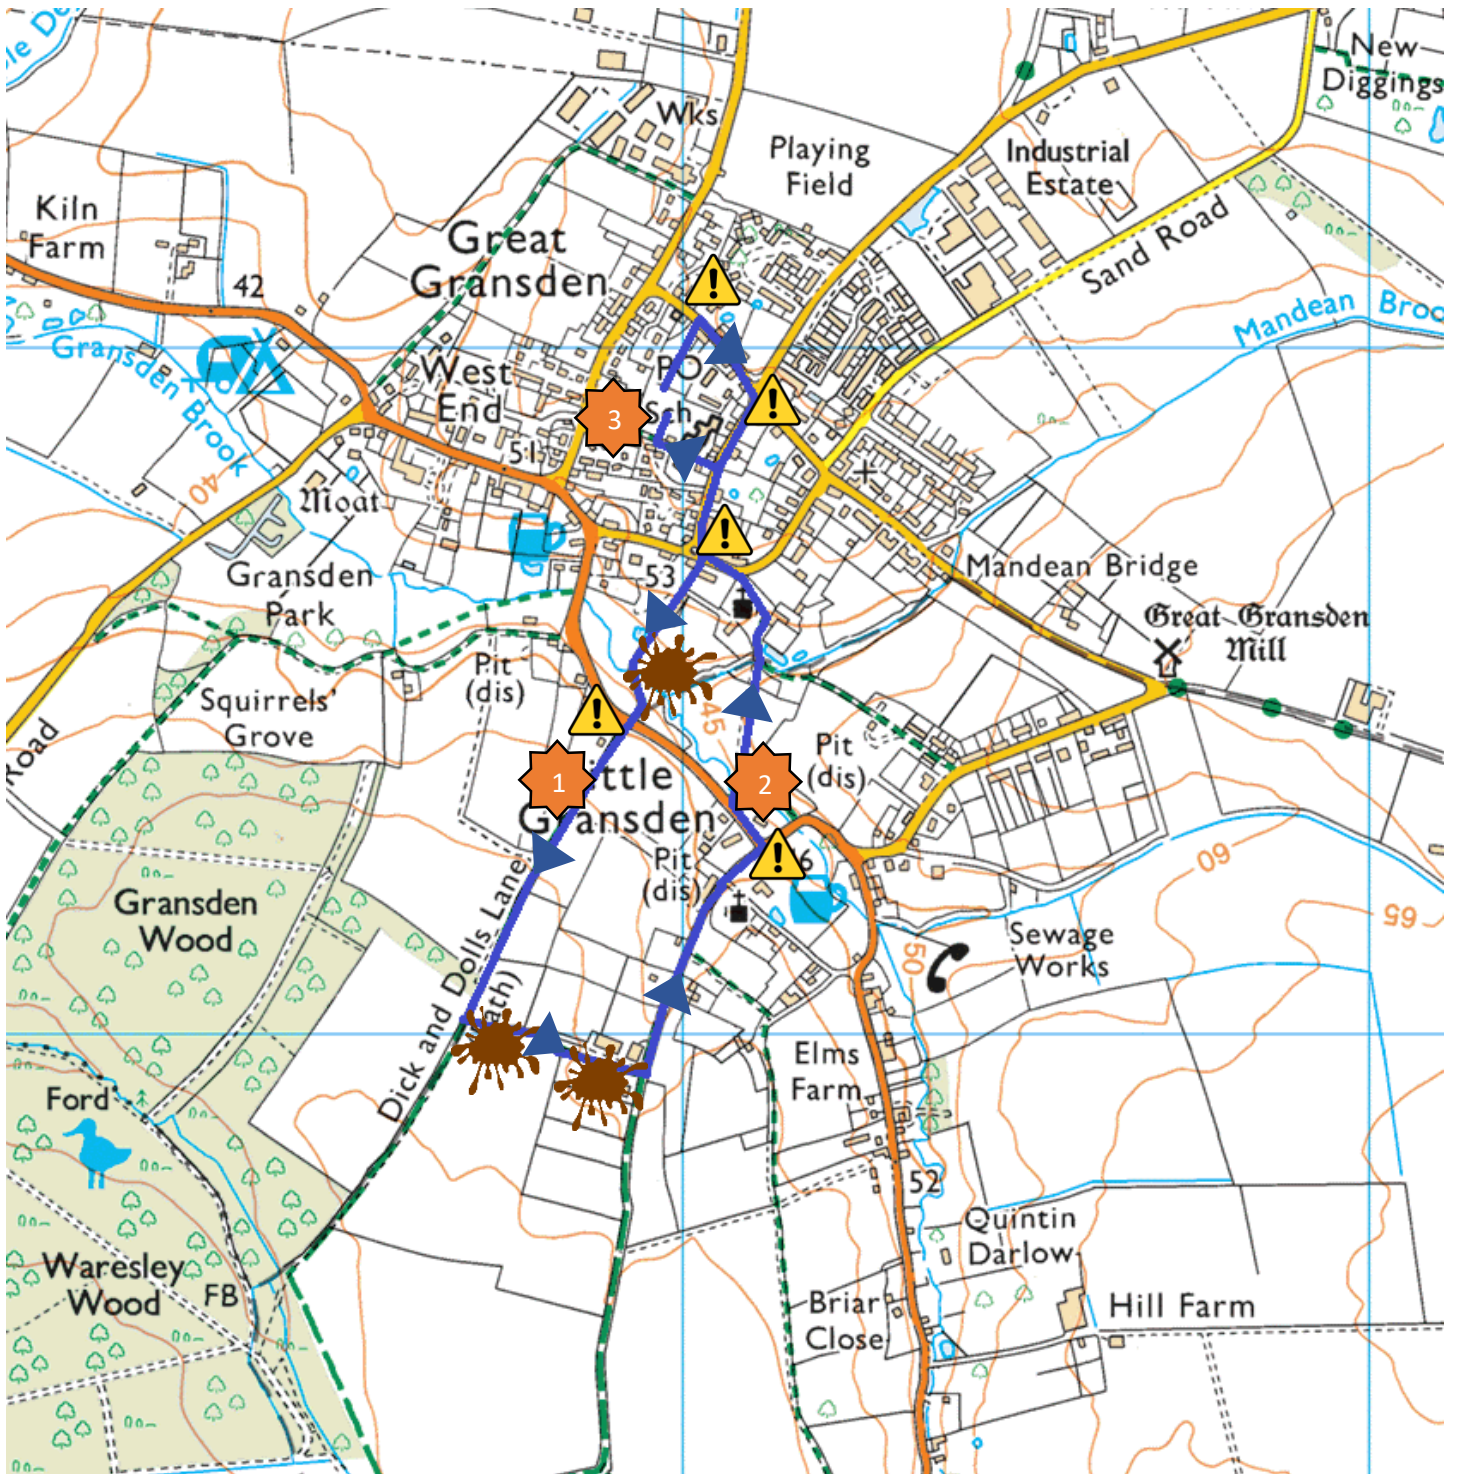 New
Diggings
Wks
Playing
Field
Industrial
Estate
Kiln
Farm
Great
Gransden
Sand Road
42
Mandean Broo
Gransden Brook
PO
West
End
3
Sch
51
40
Moat
Mandean Bridge
Gransden
Park
53
Great Gransden
Mill
Pit
(dis)
Squirrels'
Grove
45
Road
Pit
(dis)
1
ittle
2
Gransden
Pit
(dis)
6
60
Gransden
Wood
65
Sewage
Works
50
Dick and Dolls Lane
ath)
Elms
Farm
Ford
52
Quintin
Darlow
Waresley
Wood
FB
Briar
Close
Hill Farm